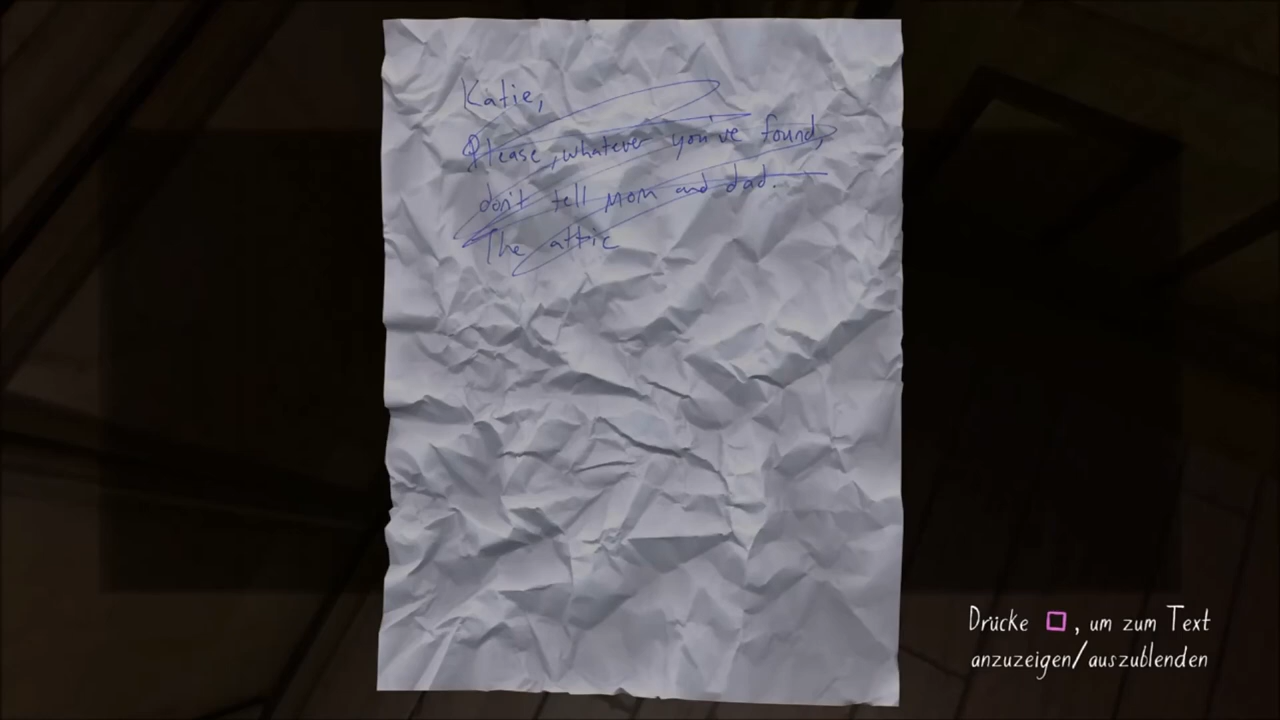 Katie,
Please, whatever you've found,
don't tell Mom and dad.
The attic
Drücke □, um zum Text
anzuzeigen/auszublenden